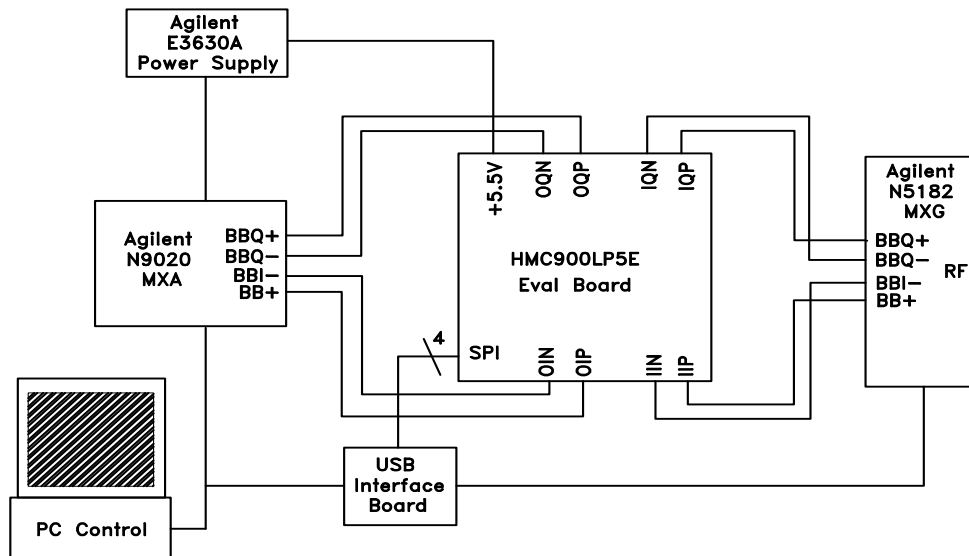 Agilent
E3630A
Power Supply
Agilent
N9020
MXA
BBQ+
BBQ-
BBI-
BB+
+5.5V
OQN
OQP
IQN
IQP
HMC900LP5E
Eval Board
SPI
4
OIN
OIP
IIN
IIP
Agilent
N5182
MXG
BBQ+
BBQ-
BBI-
BB+
RF
USB
Interface
Board
PC Control